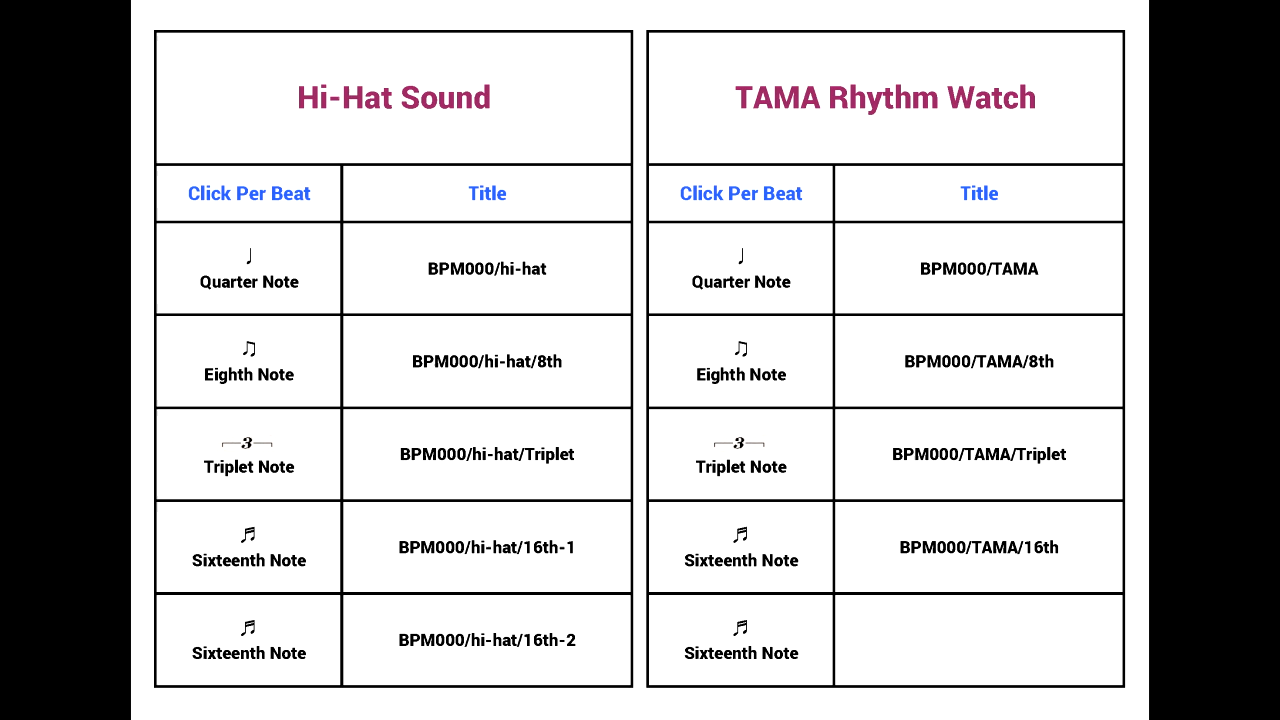 Hi-Hat Sound
Click Per Beat Title
♩
Quarter Note
BPM000/hi-hat
♫
Eighth Note
BPM000/hi-hat/8th
3
Triplet Note
BPM000/hi-hat/Triplet
♬
Sixteenth Note
BPM000/hi-hat/16th-1
♬
Sixteenth Note
BPM000/hi-hat/16th-2
TAMA Rhythm Watch
Click Per Beat Title
♩
Quarter Note
BPM000/TAMA
♫
Eighth Note
BPM000/TAMA/8th
3
Triplet Note
BPM000/TAMA/Triplet
♬
Sixteenth Note
BPM000/TAMA/16th
♬
Sixteenth Note